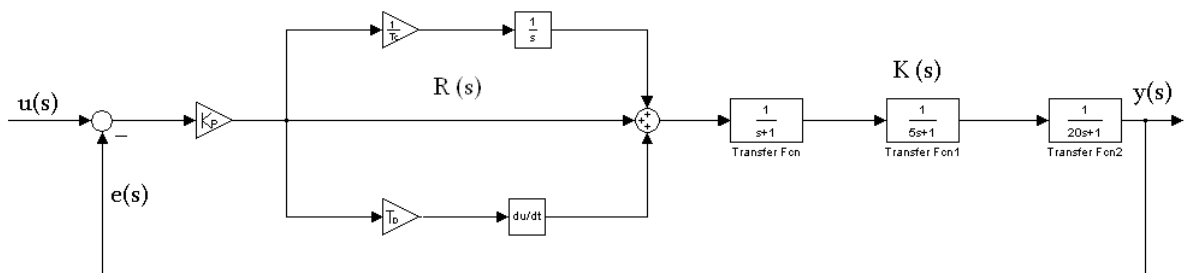 1
Tc
1
s
R (s)
K (s)
u(s)
y(s)
−
Kp
+
+
+
1
s+1
Transfer Fcn
1
5s+1
Transfer Fcn1
1
20s+1
Transfer Fcn2
e(s)
TD
du/dt